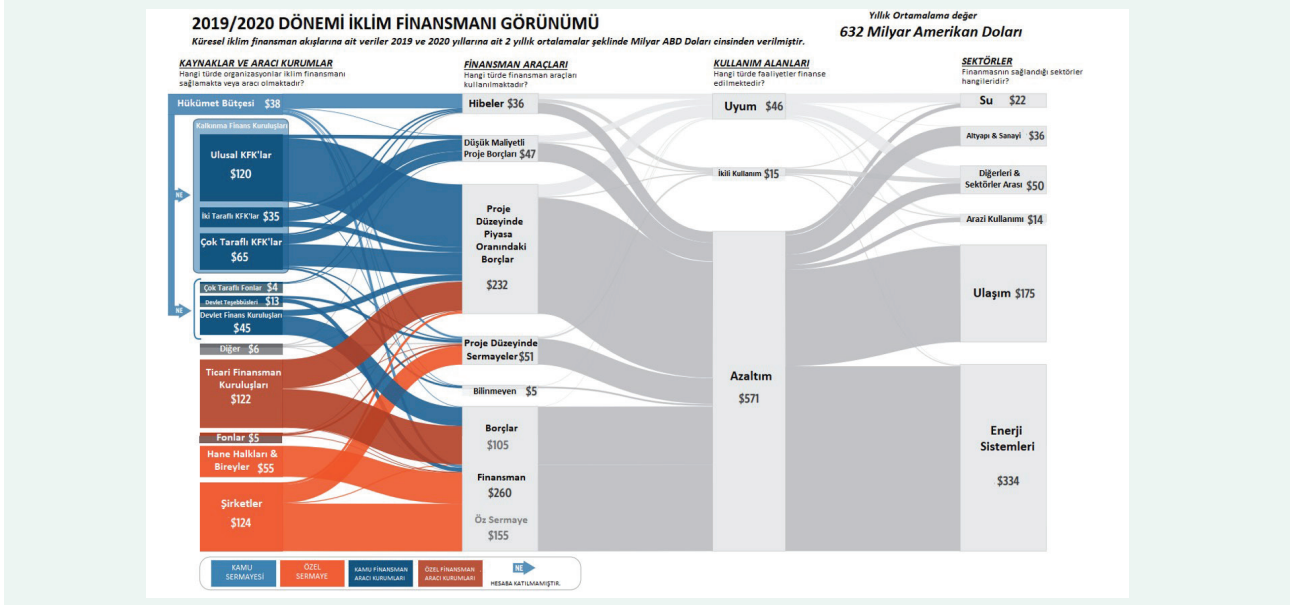 2019/2020 DÖNEMİ İKLİM FİNANSMANI GÖRÜNÜMÜ
Küresel iklim finansman akışlarına ait veriler 2019 ve 2020 yıllarına ait 2 yıllık ortalamalar şeklinde Milyar ABD Doları cinsinden verilmiştir.
Yıllık Ortamalama değer
632 Milyar Amerikan Doları
KAYNAKLAR VE ARACI KURUMLAR
Hangi türde organizasyonlar iklim finansmanı
sağlamakta veya aracı olmaktadır?
Hükümet Bütçesi $38
Kalkınma Finans Kuruluşları
Ulusal KFK'lar
$120
NE
İki Taraflı KFK'lar $35
Çok Taraflı KFK'lar
$65
Çok Taraflı Fonlar $4
Devlet Teşebbüsleri $13
NE
Devlet Finans Kuruluşları
$45
Diğer $6
Ticari Finansman
Kuruluşları
$122
Fonlar $5
Hane Halkları &
Bireyler $55
Şirketler
$124
FİNANSMAN ARAÇLARI
Hangi türde finansman araçları
kullanılmaktadır?
Hibeler $36
Düşük Maliyetli
Proje Borçları $47
Proje
Düzeyinde
Piyasa
Oranındaki
Borçlar
$232
Proje Düzeyinde
Sermayeler $51
Bilinmeyen $5
Borçlar
$105
Finansman
$260
Öz Sermaye
$155
KULLANIM ALANLARI
Hangi türde faaliyetler finanse
edilmektedir?
Uyum $46
İkili Kullanım $15
Azaltım
$571
SEKTÖRLER
Finanmasnın sağlandığı sektörler
hangileridir?
Su $22
Altyapı & Sanayi $36
Diğerleri &
Sektörler Arası $50
Arazi Kullanımı $14
Ulaşım $175
Enerji
Sistemleri
$334
KAMU
SERMAYESİ
ÖZEL
SERMAYE
KAMU FİNANSMAN
ARACI KURUMLARI
ÖZEL FİNANSMAN
ARACI KURUMLARI
NE
HESABA KATILMAMIŞTIR.